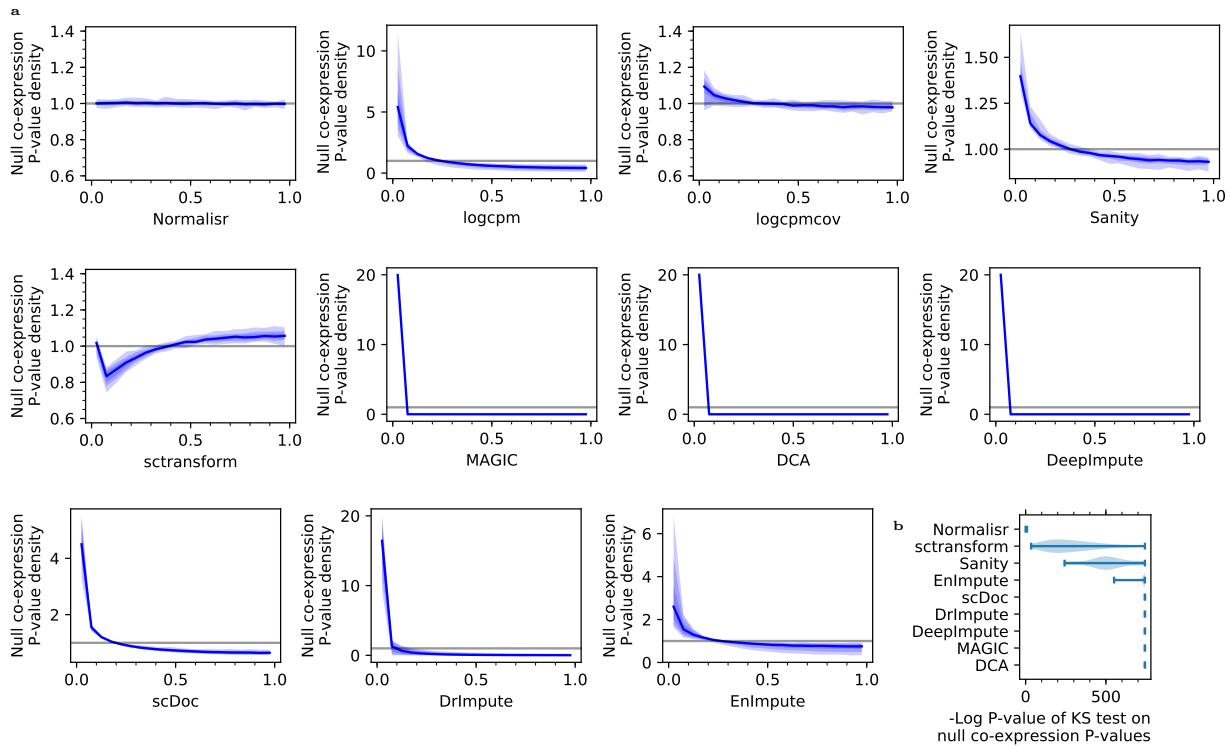 a
Null co-expression
P-value density
1.4
1.2
1.0
0.8
0.6
0.0 0.5 1.0
Normalisr
Null co-expression
P-value density
10
5
0
0.0 0.5 1.0
logcpm
Null co-expression
P-value density
1.4
1.2
1.0
0.8
0.6
0.0 0.5 1.0
logcpmcov
Null co-expression
P-value density
1.50
1.25
1.00
0.0 0.5 1.0
Sanity
Null co-expression
P-value density
1.4
1.2
1.0
0.8
0.6
0.0 0.5 1.0
sctransform
Null co-expression
P-value density
20
15
10
5
0
0.0 0.5 1.0
MAGIC
Null co-expression
P-value density
20
15
10
5
0
0.0 0.5 1.0
DCA
Null co-expression
P-value density
20
15
10
5
0
0.0 0.5 1.0
DeepImpute
Null co-expression
P-value density
4
2
0.0 0.5 1.0
scDoc
Null co-expression
P-value density
20
10
0
0.0 0.5 1.0
DrImpute
Null co-expression
P-value density
6
4
2
0
0.0 0.5 1.0
EnImpute
b
Normalisr
sctransform
Sanity
EnImpute
scDoc
DrImpute
DeepImpute
MAGIC
DCA
0 500
-Log P-value of KS test on
null co-expression P-values